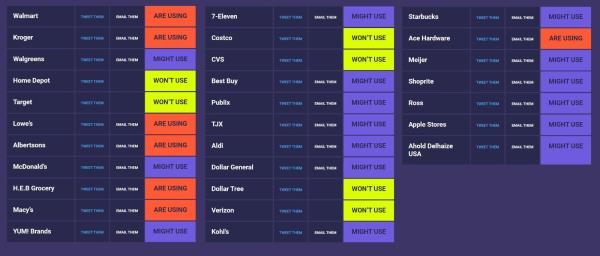 Walmart TWEET THEM EMAIL THEM ARE USING
Kroger TWEET THEM EMAIL THEM ARE USING
Walgreens TWEET THEM EMAIL THEM MIGHT USE
Home Depot TWEET THEM WON'T USE
Target TWEET THEM WON'T USE
Lowe's TWEET THEM EMAIL THEM ARE USING
Albertsons TWEET THEM EMAIL THEM ARE USING
McDonald's TWEET THEM EMAIL THEM MIGHT USE
H.E.B Grocery TWEET THEM EMAIL THEM ARE USING
Macy's TWEET THEM EMAIL THEM ARE USING
YUM! Brands TWEET THEM EMAIL THEM MIGHT USE
7-Eleven TWEET THEM EMAIL THEM MIGHT USE
Costco TWEET THEM WON'T USE
CVS TWEET THEM WON'T USE
Best Buy TWEET THEM EMAIL THEM MIGHT USE
Publix TWEET THEM EMAIL THEM MIGHT USE
TJX TWEET THEM EMAIL THEM MIGHT USE
Aldi TWEET THEM EMAIL THEM MIGHT USE
Dollar General TWEET THEM EMAIL THEM MIGHT USE
Dollar Tree TWEET THEM WON'T USE
Verizon TWEET THEM WON'T USE
Kohl's TWEET THEM EMAIL THEM MIGHT USE
Starbucks TWEET THEM EMAIL THEM MIGHT USE
Ace Hardware TWEET THEM EMAIL THEM ARE USING
Meijer TWEET THEM EMAIL THEM MIGHT USE
Shoprite TWEET THEM EMAIL THEM MIGHT USE
Ross TWEET THEM EMAIL THEM MIGHT USE
Apple Stores TWEET THEM EMAIL THEM MIGHT USE
Ahold Delhaize TWEET THEM EMAIL THEM MIGHT USE
USA